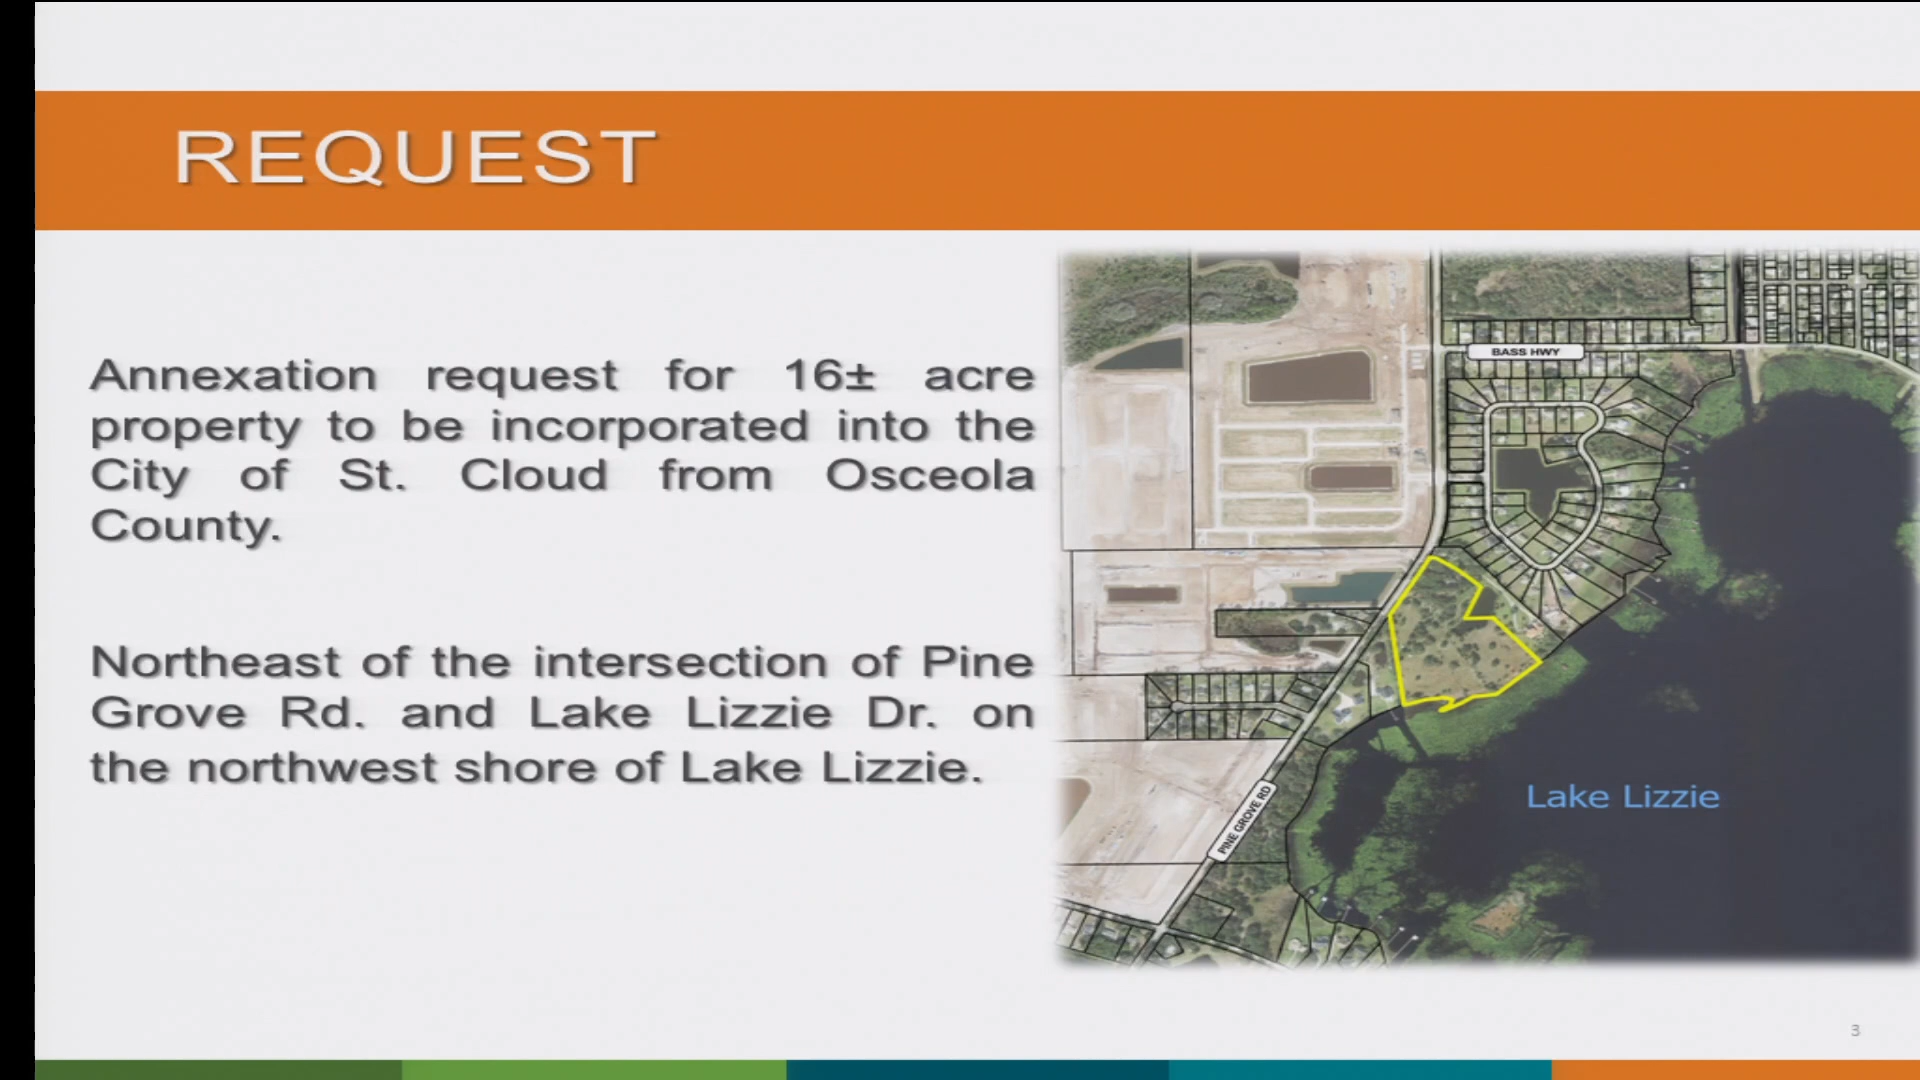 REQUEST
Annexation request for 16± acre
property to be incorporated into the
City of St. Cloud from Osceola
County.
Northeast of the intersection of Pine
Grove Rd. and Lake Lizzie Dr. on
the northwest shore of Lake Lizzie.
BASS HWY
PINE GROVE RD
Lake Lizzie
3